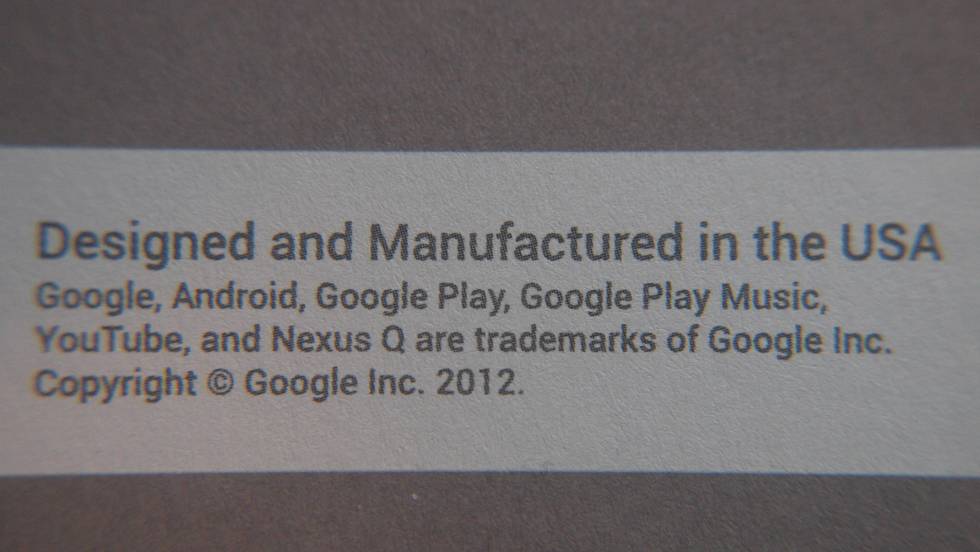 Designed and Manufactured in the USA
Google, Android, Google Play, Google Play Music,
YouTube, and Nexus Q are trademarks of Google Inc.
Copyright © Google Inc. 2012.